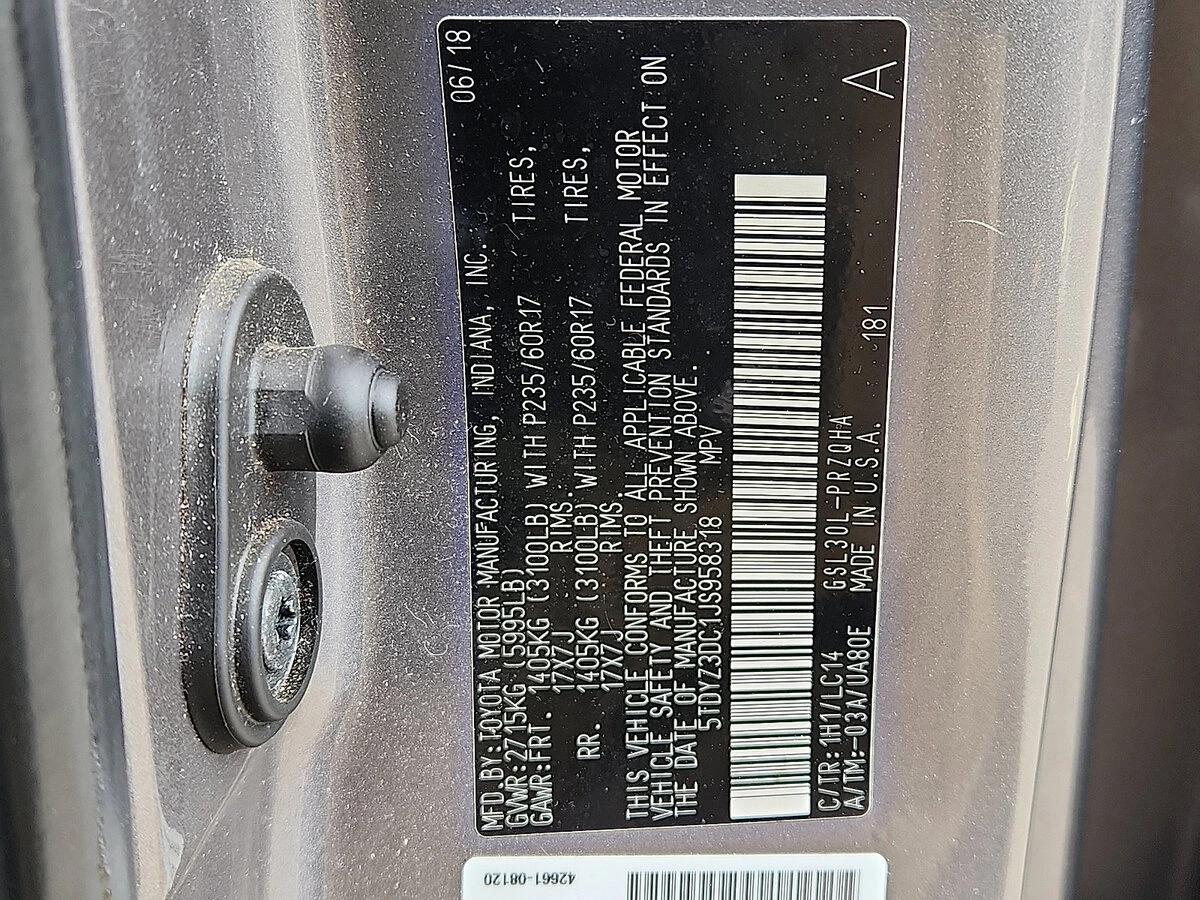 MFD.BY:TOYOTA MOTOR MANUFACTURING, INDIANA, INC. 06/18
GVWR:2715KG (5995LB)
GAWR:FRT. 1405KG (3100LB) WITH P235/60R17 TIRES,
17X7J RIMS.
RR. 1405KG (3100LB) WITH P235/60R17 TIRES,
17X7J RIMS
THIS VEHICLE CONFORMS TO ALL APPLICABLE FEDERAL MOTOR
VEHICLE SAFETY AND THEFT PREVENTION STANDARDS IN EFFECT ON
THE DATE OF MANUFACTURE SHOWN ABOVE.
5TDYZ3DC1JS958318 MPV
C/TR:1H1/LC14 GSL30L-PRZQHA
A/TM:-03A/UA80E MADE IN U.S.A. 181 A
42661-08120